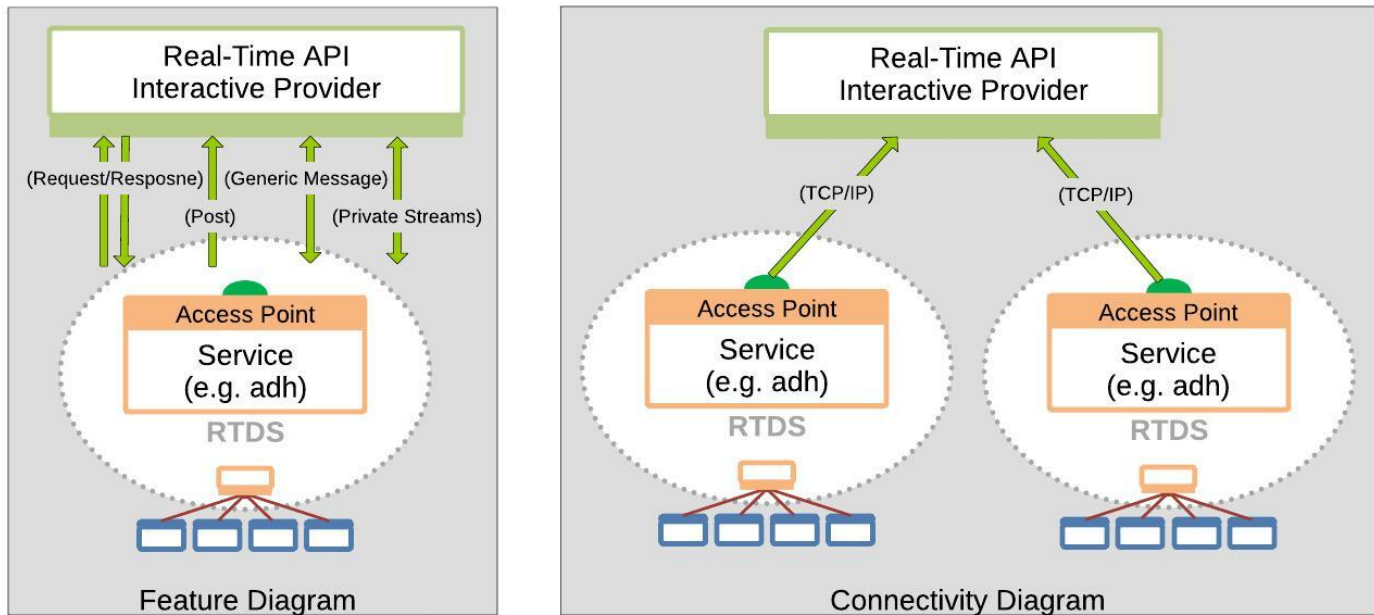 Real-Time API
Interactive Provider
(Request/Resposne)
(Generic Message)
(Post)
(Private Streams)
Access Point
Service
(e.g. adh)
RTDS
Feature Diagram
Real-Time API
Interactive Provider
(TCP/IP)
(TCP/IP)
Access Point
Service
(e.g. adh)
RTDS
Access Point
Service
(e.g. adh)
RTDS
Connectivity Diagram